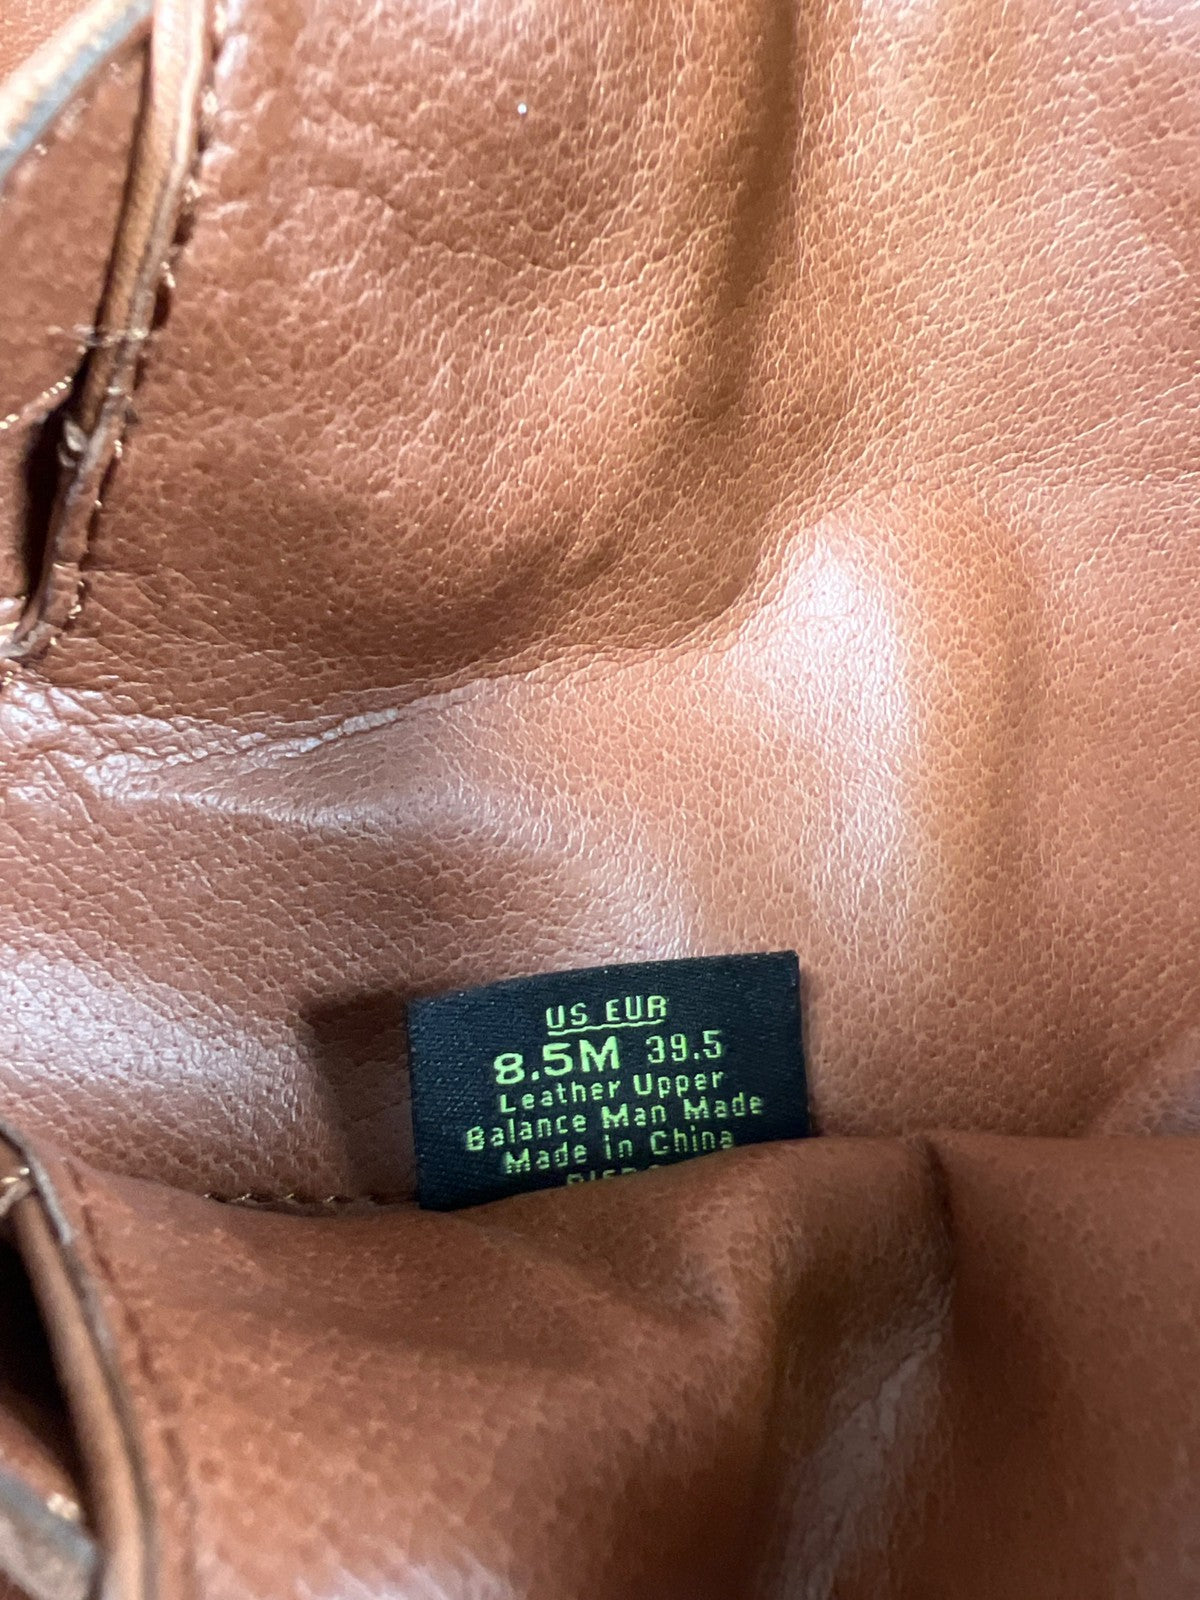 US EUR
8.5M 39.5
Leather Upper
Balance Man Made
Made in China